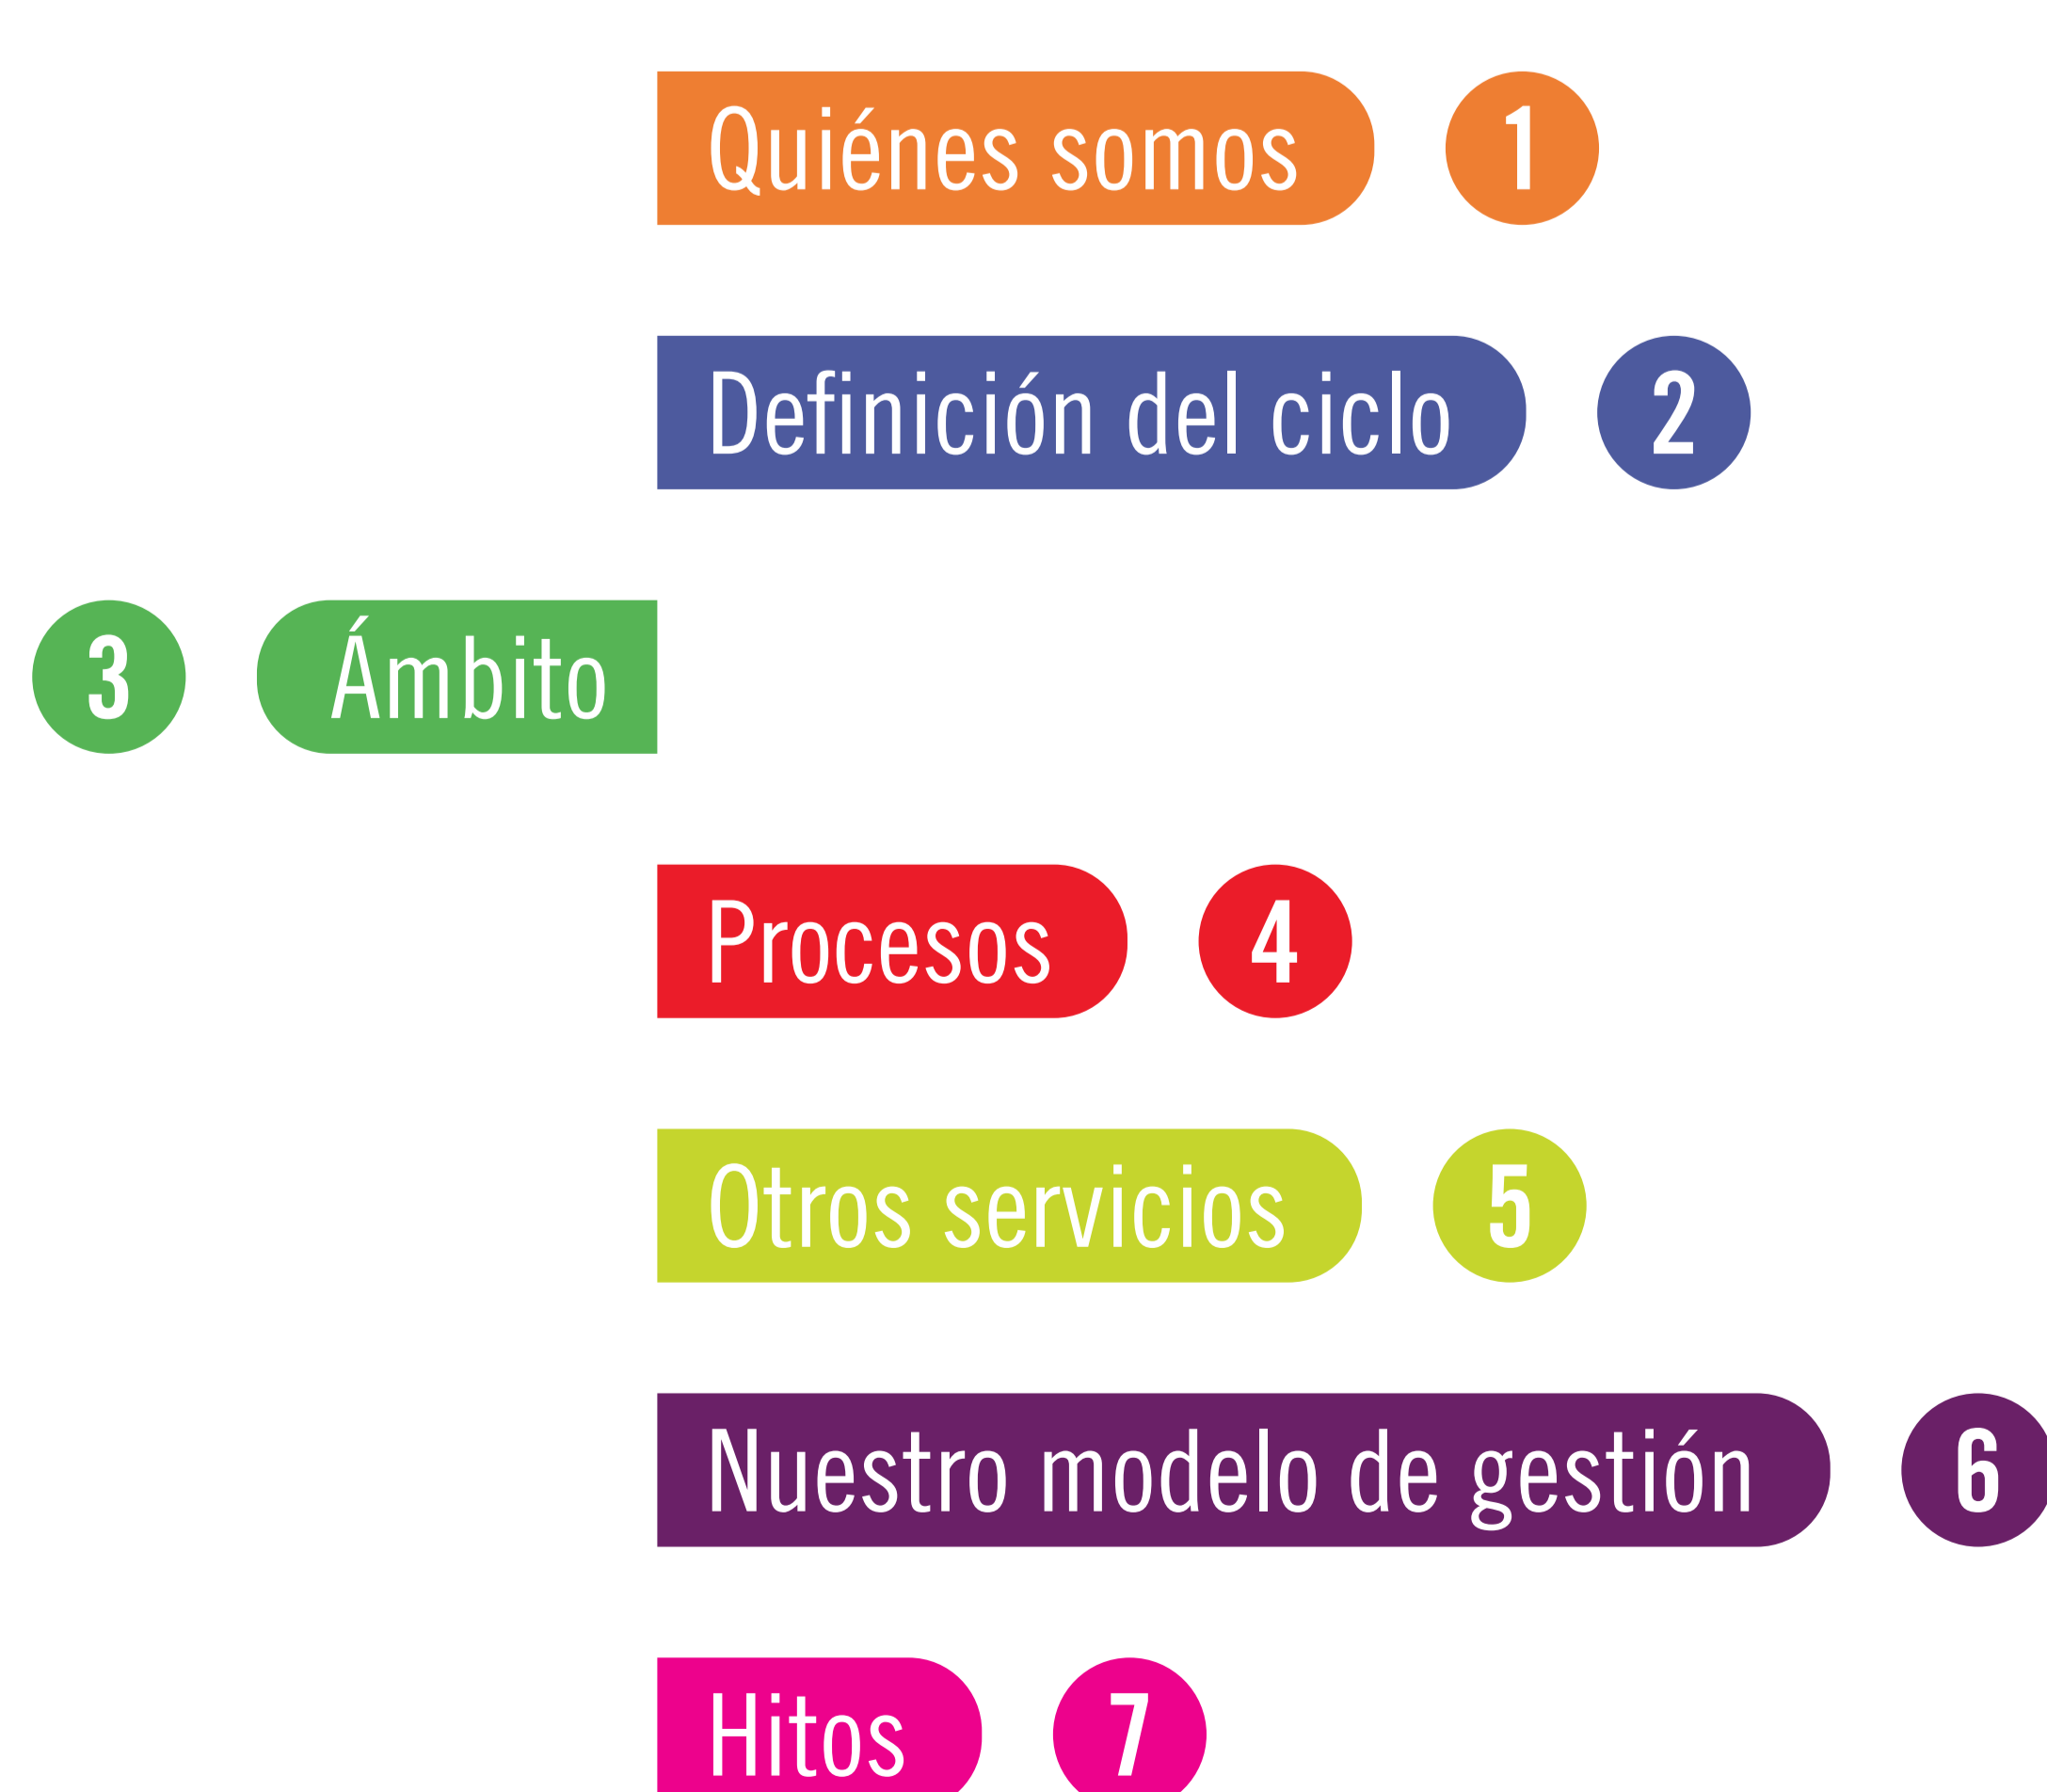 Quiénes somos 1
Definición del ciclo 2
3 Ámbito
Procesos 4
Otros servicios 5
Nuestro modelo de gestión 6
Hitos 7